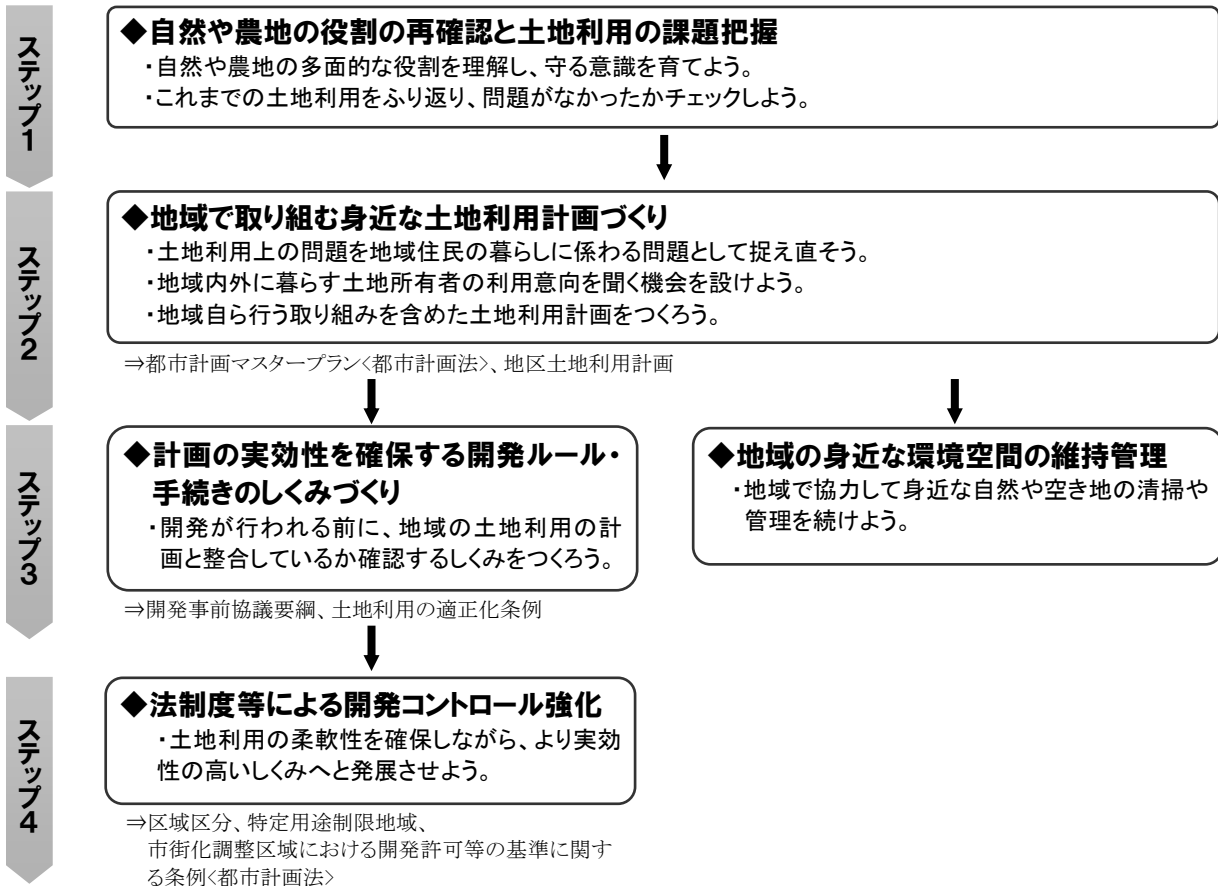 ステップ1
◆自然や農地の役割の再確認と土地利用の課題把握
・自然や農地の多面的な役割を理解し、守る意識を育てよう。
・これまでの土地利用をふり返り、問題がなかったかチェックしよう。
ステップ2
◆地域で取り組む身近な土地利用計画づくり
・土地利用上の問題を地域住民の暮らしに係わる問題として捉え直そう。
・地域内外に暮らす土地所有者の利用意向を聞く機会を設けよう。
・地域自ら行う取り組みを含めた土地利用計画をつくろう。
⇒都市計画マスタープラン<都市計画法>、地区土地利用計画
ステップ3
◆計画の実効性を確保する開発ルール・
手続きのしくみづくり
・開発が行われる前に、地域の土地利用の計
画と整合しているか確認するしくみをつくろう。
⇒開発事前協議要綱、土地利用の適正化条例
◆地域の身近な環境空間の維持管理
・地域で協力して身近な自然や空き地の清掃や
管理を続けよう。
ステップ4
◆法制度等による開発コントロール強化
・土地利用の柔軟性を確保しながら、より実効
性の高いしくみへと発展させよう。
⇒区域区分、特定用途制限地域、
市街化調整区域における開発許可等の基準に関す
る条例<都市計画法>